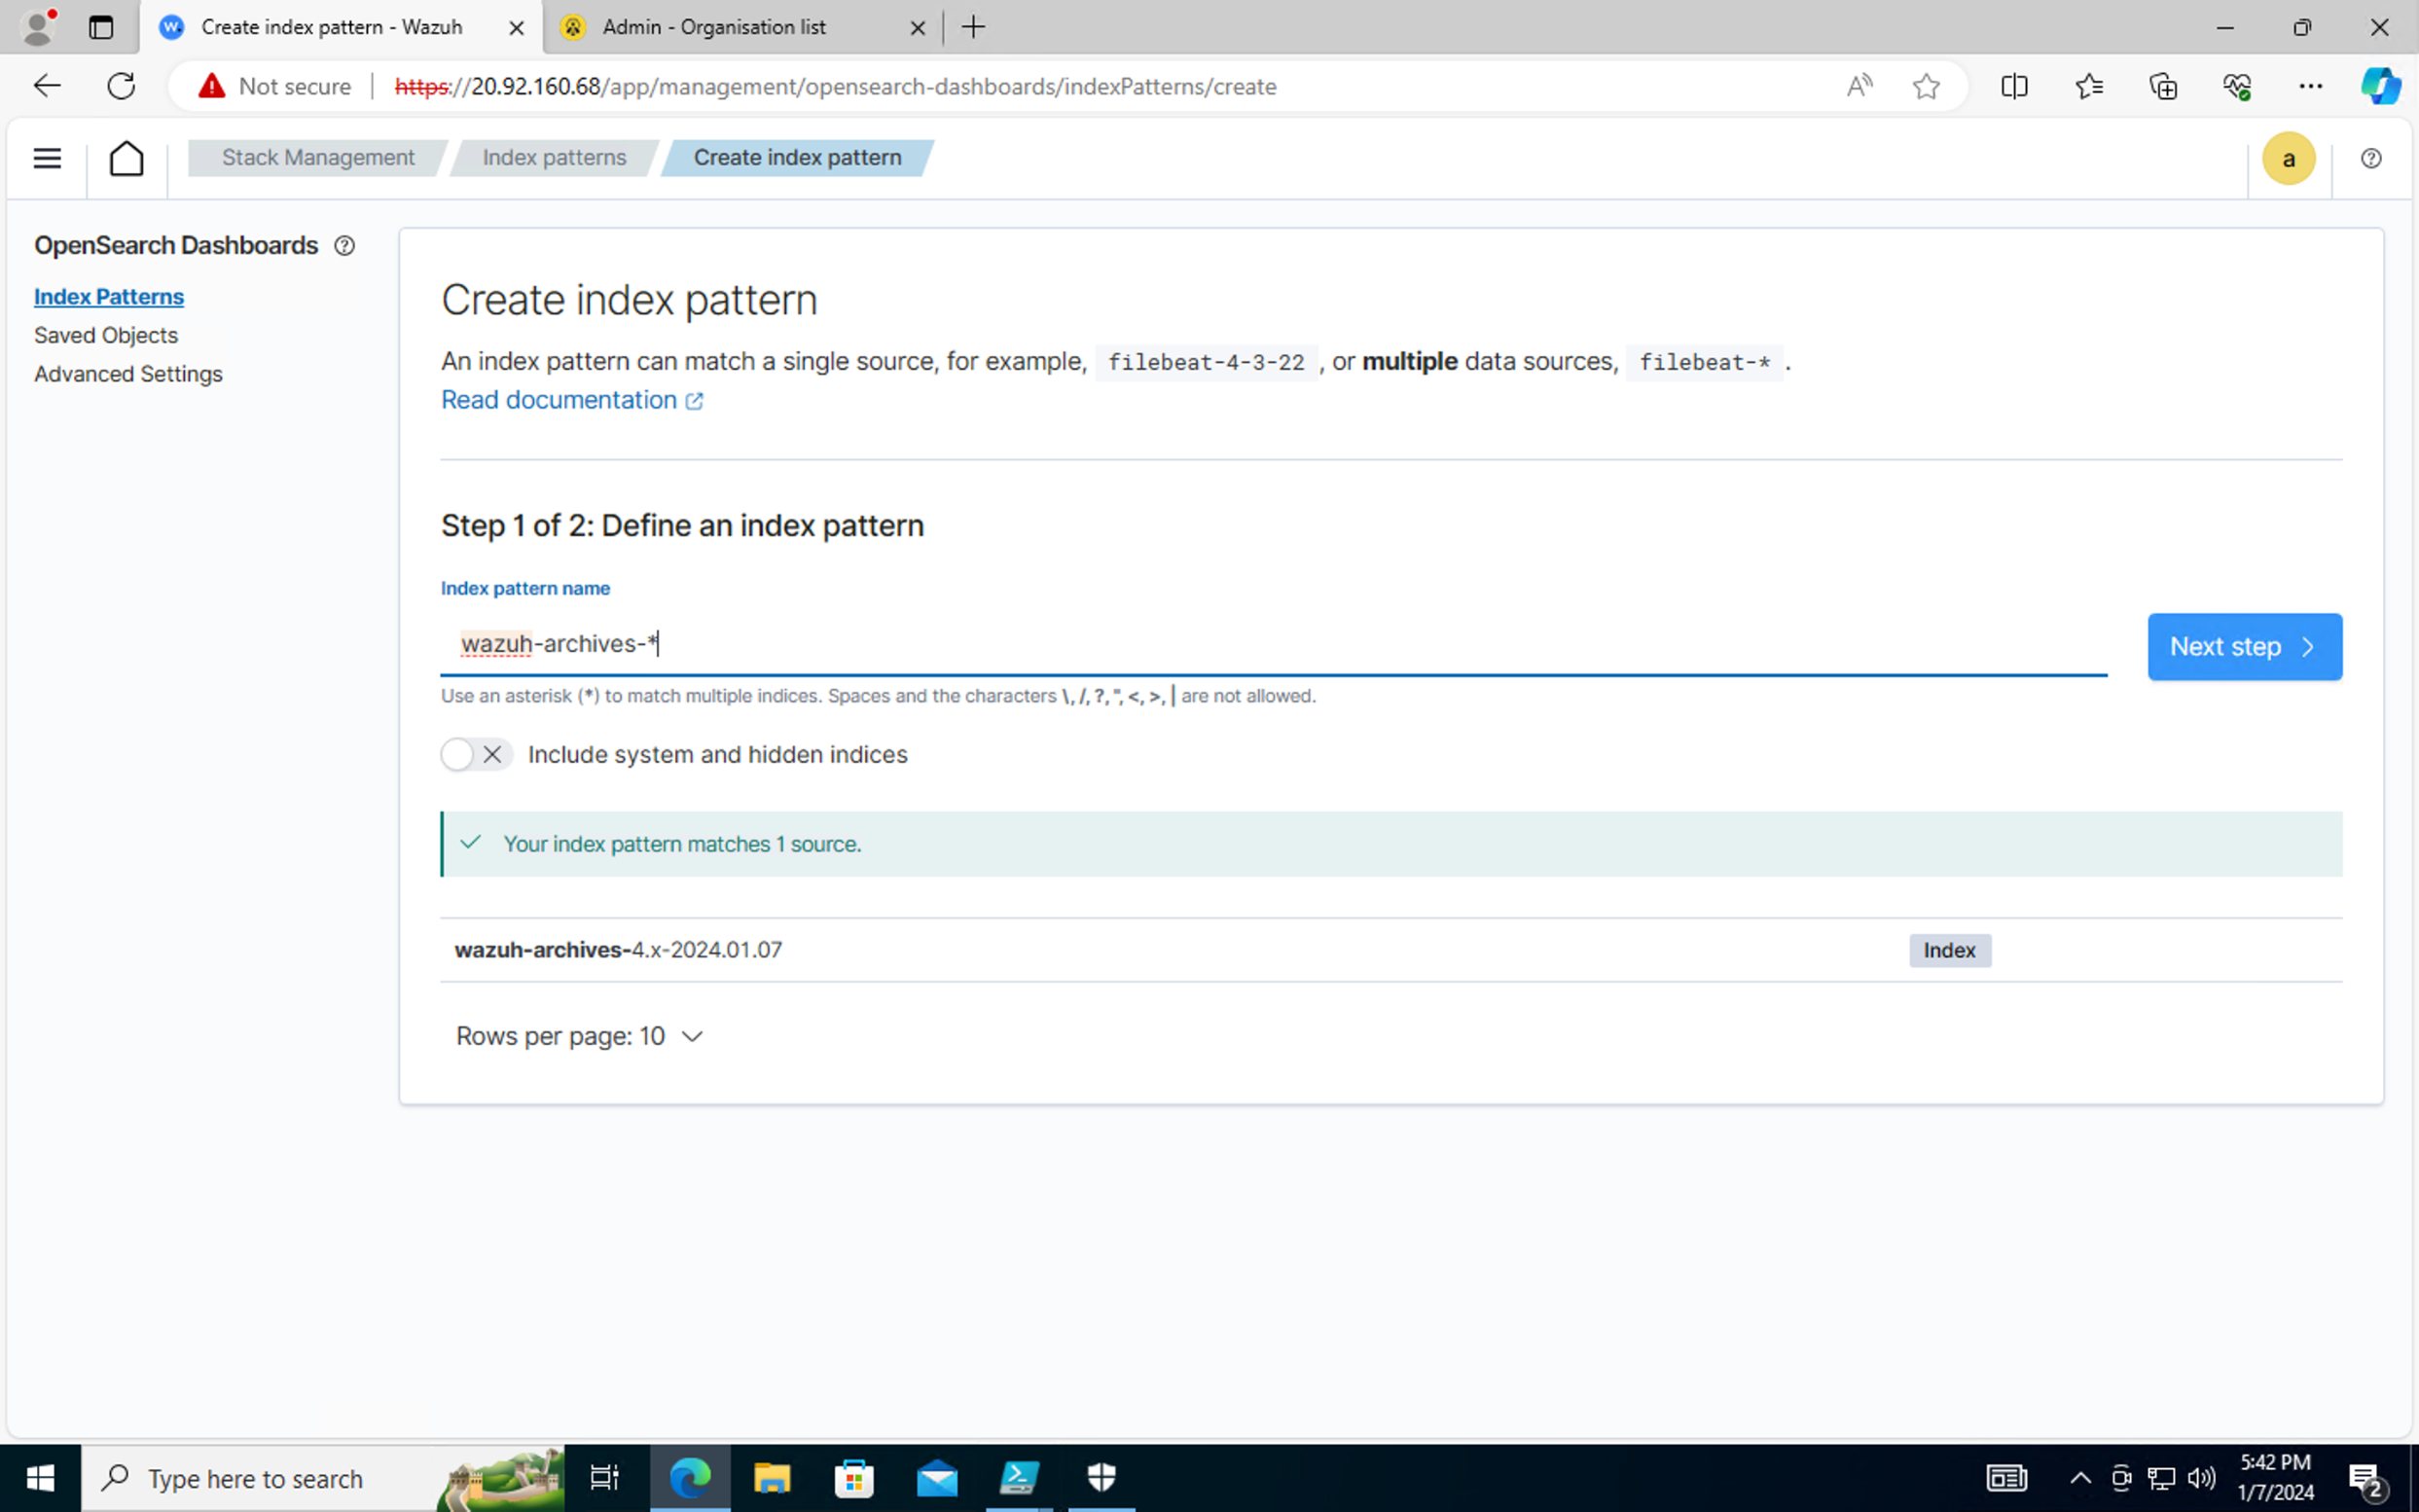 Create index pattern - Wazuh
Admin - Organisation list
Not secure
https://20.92.160.68/app/management/opensearch-dashboards/indexPatterns/create
Stack Management
Index patterns
Create index pattern
a
OpenSearch Dashboards
Index Patterns
Saved Objects
Advanced Settings
Create index pattern
An index pattern can match a single source, for example, filebeat-4-3-22 , or multiple data sources, filebeat-* .
Read documentation
Step 1 of 2: Define an index pattern
Index pattern name
wazuh-archives-*
Next step
Use an asterisk (*) to match multiple indices. Spaces and the characters \, /, ?, ", <, >, | are not allowed.
Include system and hidden indices
Your index pattern matches 1 source.
wazuh-archives-4.x-2024.01.07
Index
Rows per page: 10
Type here to search
5:42 PM
1/7/2024
2